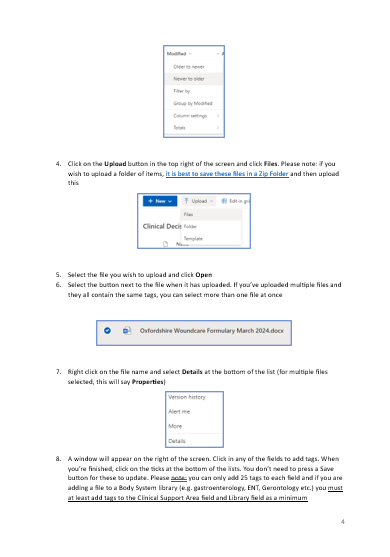 Modified
Older to newer
Newer to older
Filter by
Group by Modified
Column settings
Totals
4. Click on the Upload button in the top right of the screen and click Files. Please note: if you
wish to upload a folder of items, it is best to save these files in a Zip Folder and then upload
this
+ New Upload Edit in gri
Files
Clinical Decis Folder
Template
5. Select the file you wish to upload and click Open
6. Select the button next to the file when it has uploaded. If you've uploaded multiple files and
they all contain the same tags, you can select more than one file at once
Oxfordshire Woundcare Formulary March 2024.docx
7. Right click on the file name and select Details at the bottom of the list (for multiple files
selected, this will say Properties)
Version history
Alert me
More
Details
8. A window will appear on the right of the screen. Click in any of the fields to add tags. When
you're finished, click on the ticks at the bottom of the lists. You don't need to press a Save
button for these to update. Please note: you can only add 25 tags to each field and if you are
adding a file to a Body System library (e.g. gastroenterology, ENT, Gerontology etc.) you must
at least add tags to the Clinical Support Area field and Library field as a minimum
4